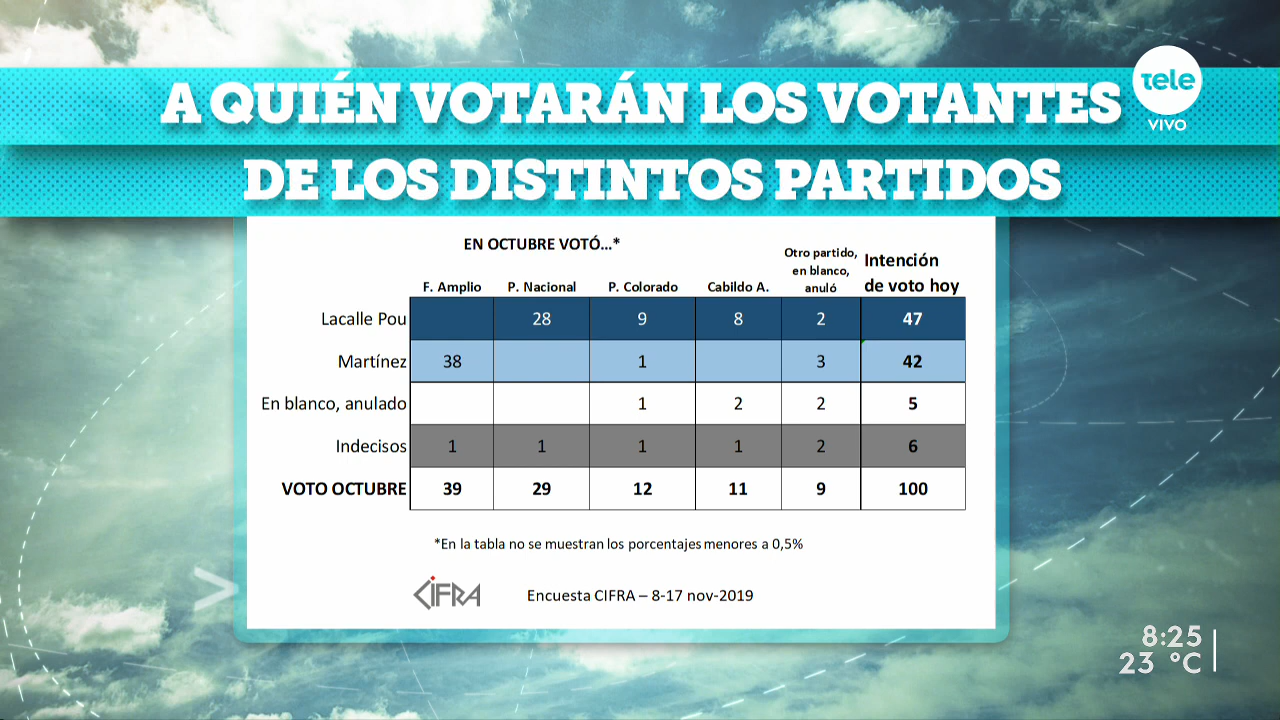 A QUIÉN VOTARÁN LOS VOTANTES
DE LOS DISTINTOS PARTIDOS
tele
VIVO
EN OCTUBRE VOTÓ...*
F. Amplio P. Nacional P. Colorado Cabildo A. Otro partido, en blanco, anuló Intención de voto hoy
Lacalle Pou 28 9 8 2 47
Martínez 38 1 3 42
En blanco, anulado 1 2 2 5
Indecisos 1 1 1 1 2 6
VOTO OCTUBRE 39 29 12 11 9 100
*En la tabla no se muestran los porcentajes menores a 0,5%
CIFRA Encuesta CIFRA – 8-17 nov-2019
8:25
23 °C